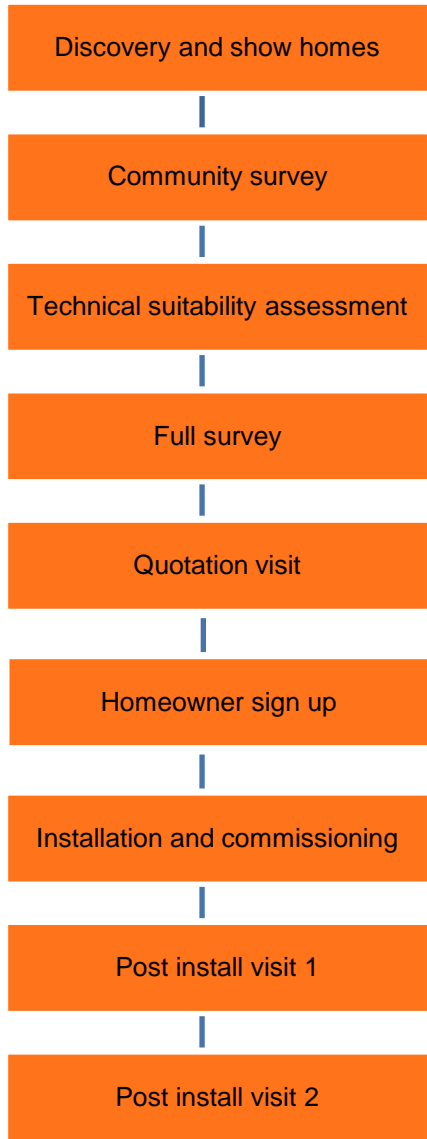 Discovery and show homes
Community survey
Technical suitability assessment
Full survey
Quotation visit
Homeowner sign up
Installation and commissioning
Post install visit 1
Post install visit 2